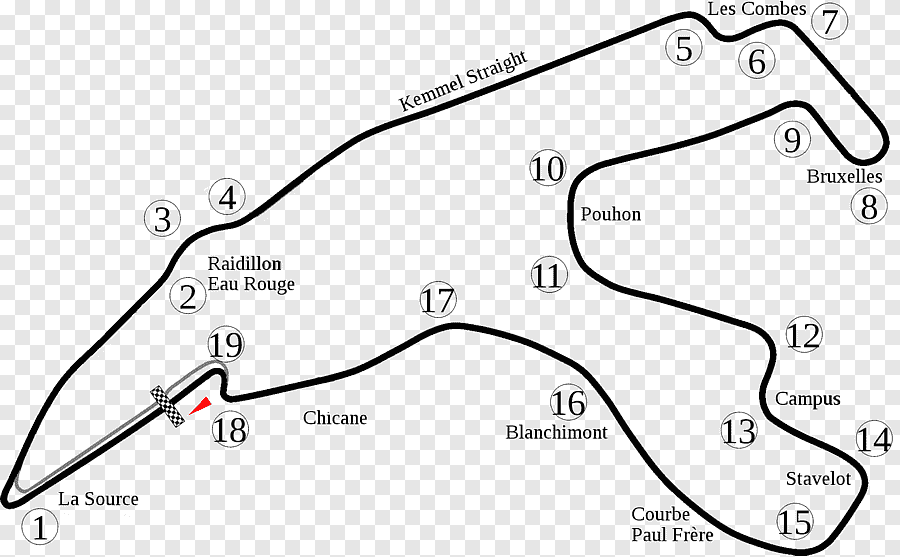 Les Combes
7
5
6
Kemmel Straight
9
10
Bruxelles
8
4
3
Pouhon
Raidillon
Eau Rouge
11
2
17
12
19
Campus
16
Chicane
18
13
Blanchimont
14
Stavelot
La Source
1
Courbe
Paul Frère
15